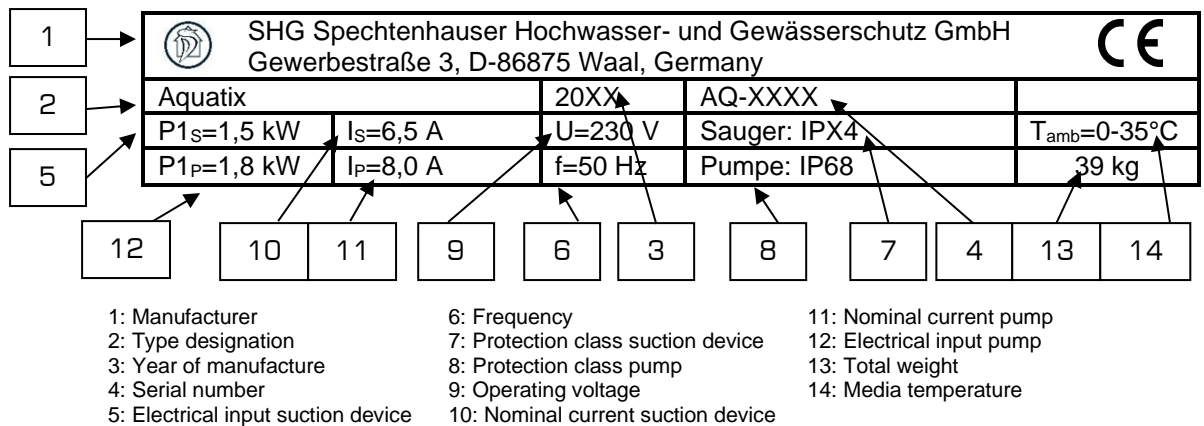 1
SHG Spechtenhauser Hochwasser- und Gewässerschutz GmbH
Gewerbestraße 3, D-86875 Waal, Germany
CE
2
Aquatix 20XX AQ-XXXX
5
P1S=1,5 kW IS=6,5 A U=230 V Sauger: IPX4 Tamb=0-35°C
P1P=1,8 kW IP=8,0 A f=50 Hz Pumpe: IP68 39 kg
12 10 11 9 6 3 8 7 4 13 14
1: Manufacturer
2: Type designation
3: Year of manufacture
4: Serial number
5: Electrical input suction device
6: Frequency
7: Protection class suction device
8: Protection class pump
9: Operating voltage
10: Nominal current suction device
11: Nominal current pump
12: Electrical input pump
13: Total weight
14: Media temperature